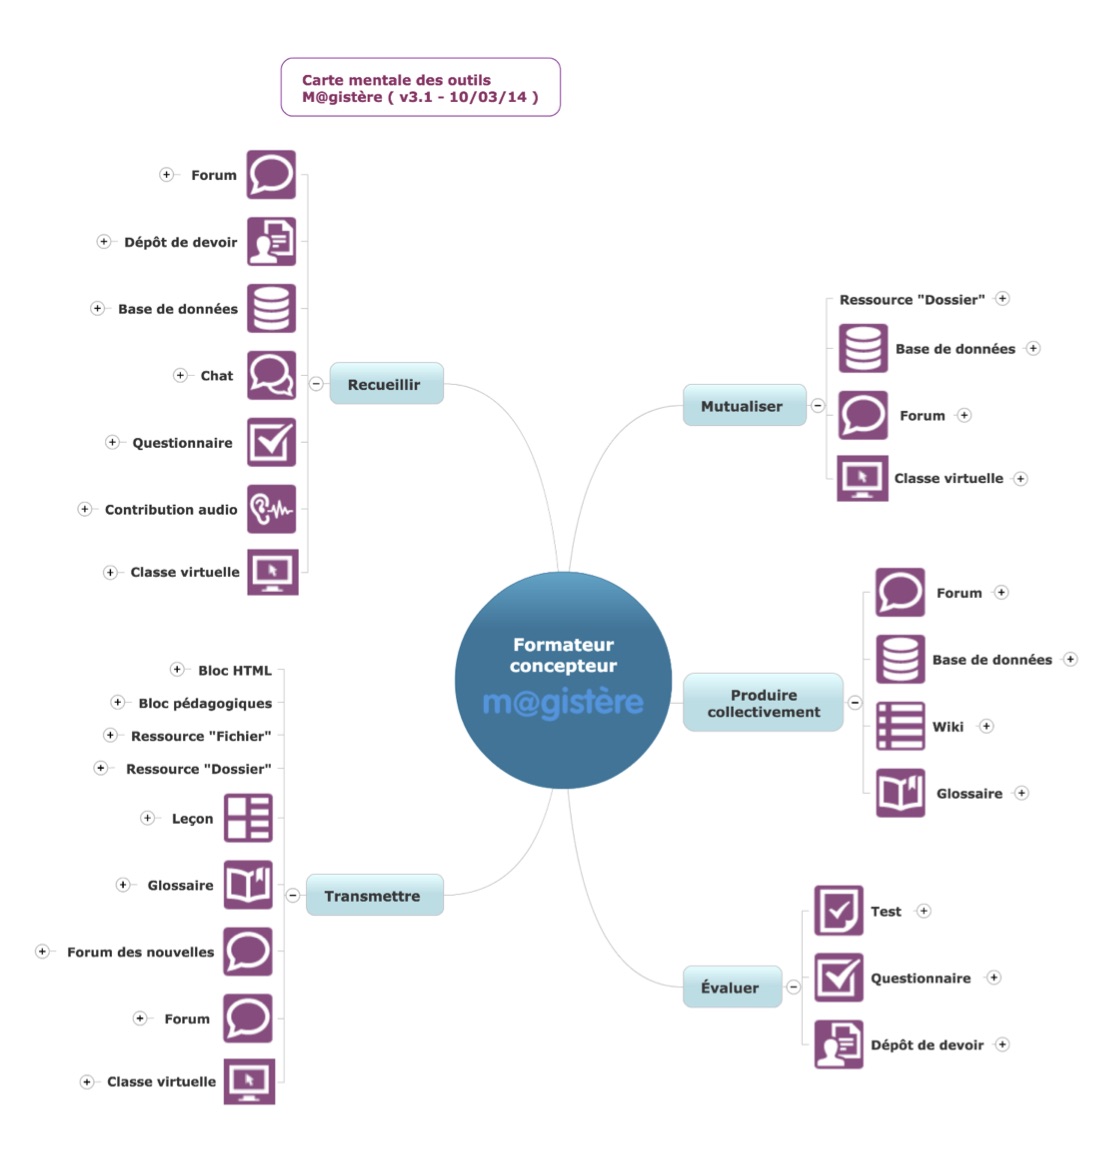 Carte mentale des outils
M@gistère ( v3.1 - 10/03/14 )
Forum
Dépôt de devoir
Base de données
Chat
Questionnaire
Contribution audio
Classe virtuelle
Recueillir
Ressource "Dossier"
Base de données
Forum
Classe virtuelle
Mutualiser
Formateur
concepteur
m@gistère
Forum
Base de données
Wiki
Glossaire
Produire
collectivement
Bloc HTML
Bloc pédagogiques
Ressource "Fichier"
Ressource "Dossier"
Leçon
Glossaire
Forum des nouvelles
Forum
Classe virtuelle
Transmettre
Test
Questionnaire
Dépôt de devoir
Évaluer